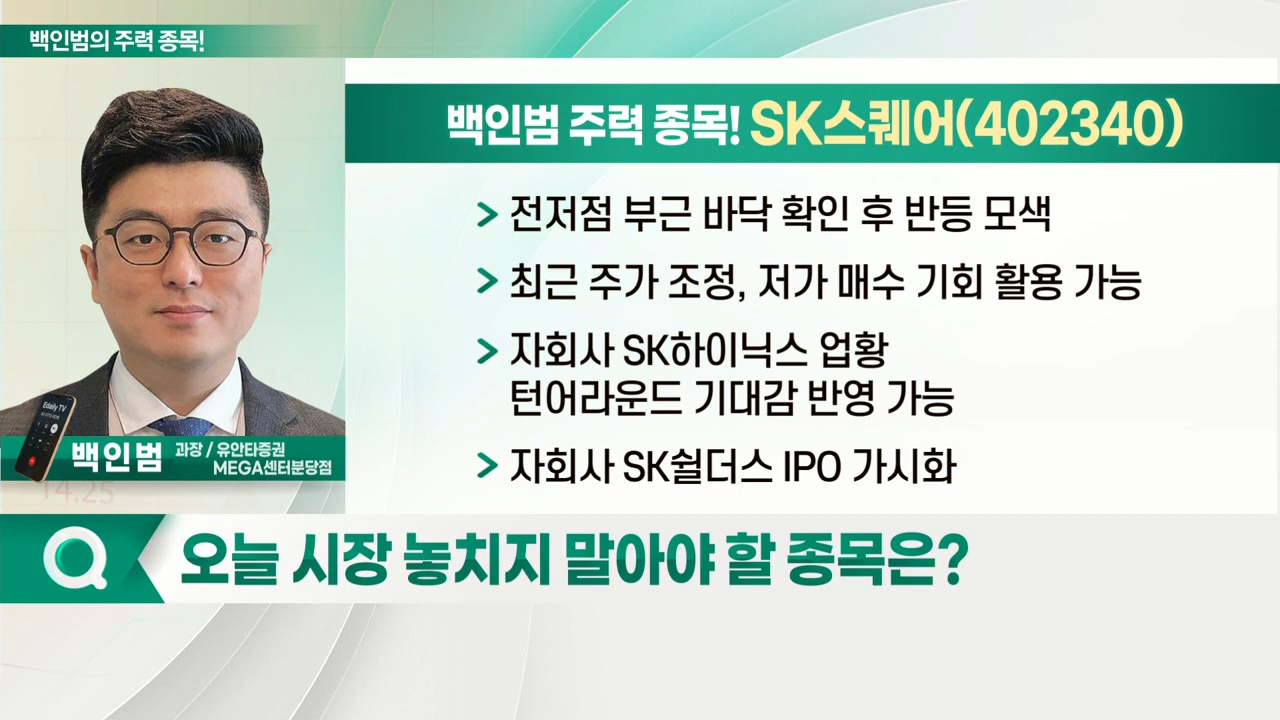 백인범의 주력 종목!
백인범 주력 종목! SK스퀘어(402340)
> 전저점 부근 바닥 확인 후 반등 모색
> 최근 주가 조정, 저가 매수 기회 활용 가능
> 자회사 SK하이닉스 업황
턴어라운드 기대감 반영 가능
> 자회사 SK쉴더스 IPO 가시화
Edaily TV
백인범 과장 / 유안타증권
MEGA센터분당점
14.25
Q 오늘 시장 놓치지 말아야 할 종목은?